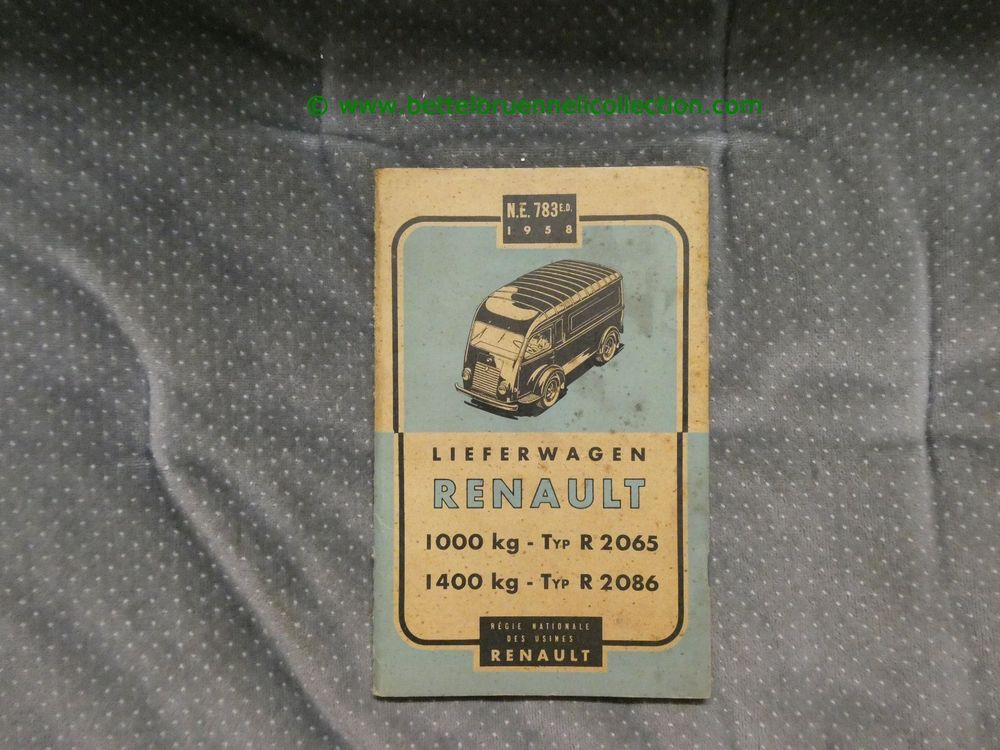 © www.bettelbruennelicollection.com
N.E. 783 E.D.
1958
LIEFERWAGEN
RENAULT
1000 kg - TYP R 2065
1400 kg - TYP R 2086
RÉGIE NATIONALE
DES USINES
RENAULT